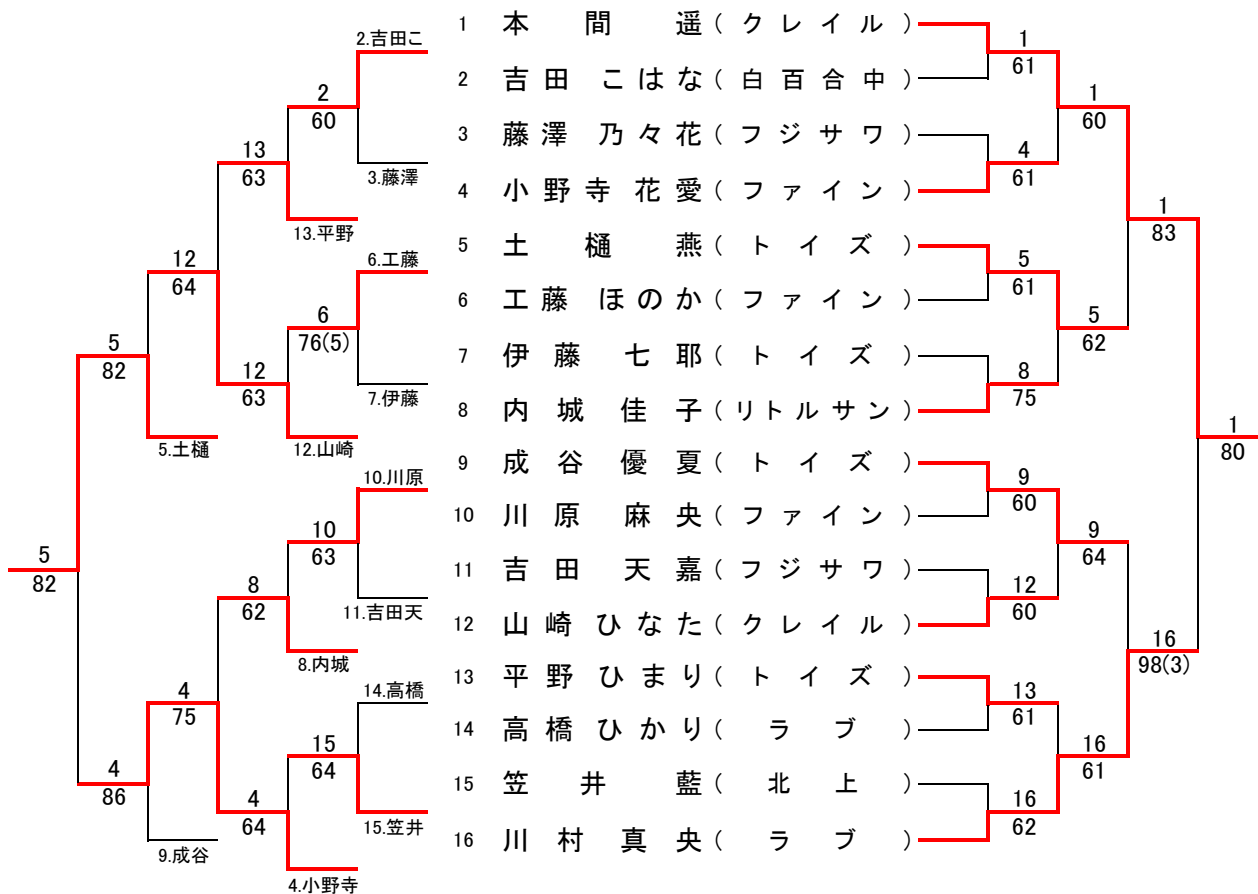 1 本間遥(クレイル)
2 吉田こはな(白百合中)
3 藤澤乃々花(フジサワ)
4 小野寺花愛(ファイン)
5 土樋燕(トイズ)
6 工藤ほのか(ファイン)
7 伊藤七耶(トイズ)
8 内城佳子(リトルサン)
9 成谷優夏(トイズ)
10 川原麻央(ファイン)
11 吉田天嘉(フジサワ)
12 山崎ひなた(クレイル)
13 平野ひまり(トイズ)
14 高橋ひかり(ラブ)
15 笠井藍(北上)
16 川村真央(ラブ)
2.吉田こ
2
60
3.藤澤
13
63
13.平野
6.工藤
12
64
6
76(5)
7.伊藤
5
82
12
63
12.山崎
5.土樋
10.川原
10
63
11.吉田天
5
82
8
62
8.内城
14.高橋
4
75
15
64
15.笠井
4
86
4
64
9.成谷
4.小野寺
1
61
1
60
4
61
1
83
5
61
5
62
8
75
1
80
9
60
9
64
12
60
16
98(3)
13
61
16
61
16
62